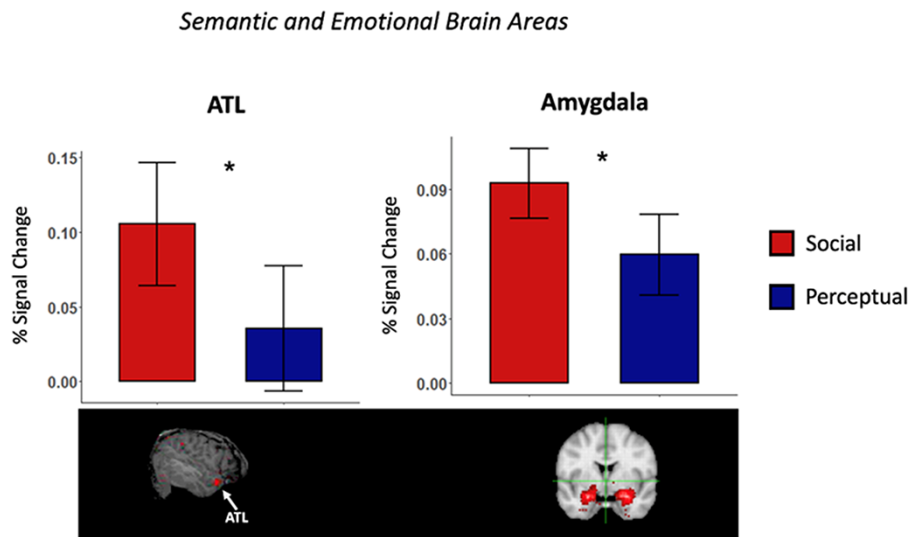 Semantic and Emotional Brain Areas
ATL
% Signal Change
0.15
0.10
0.05
0.00
*
Amygdala
% Signal Change
0.09
0.06
0.03
0.00
*
Social
Perceptual
ATL